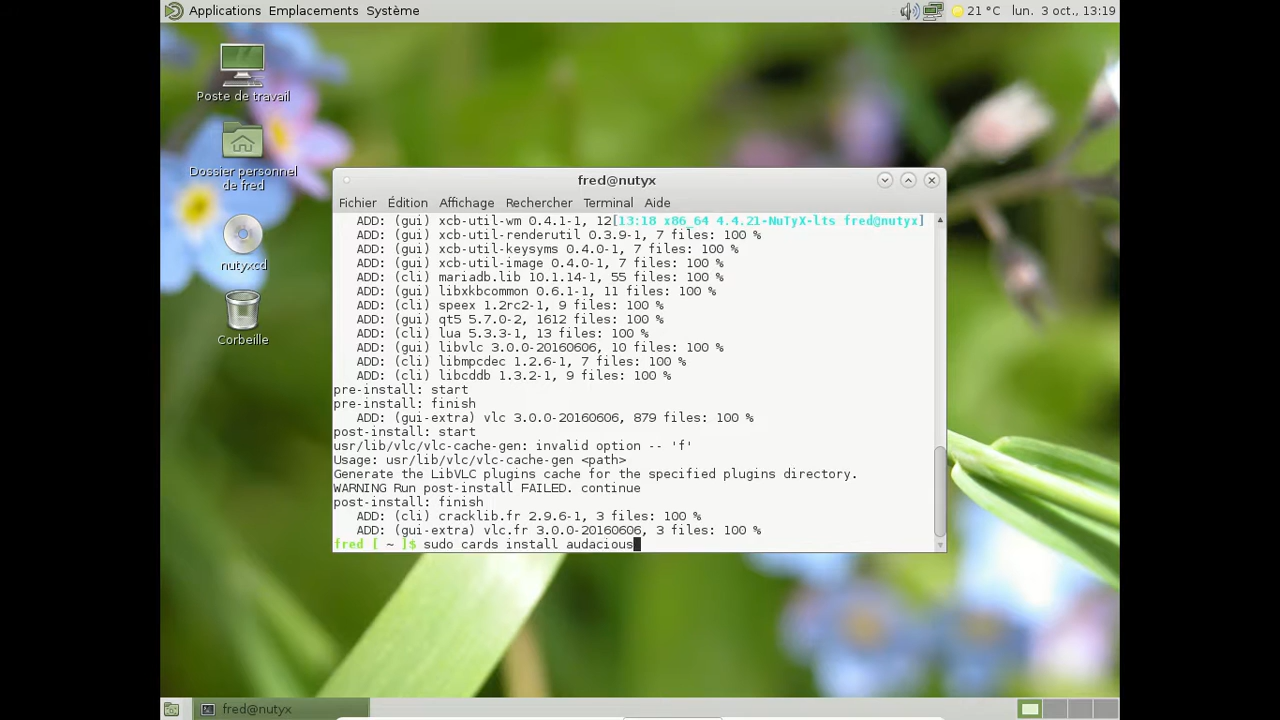 Applications Emplacements Système
21 °C lun. 3 oct., 13:19
Poste de travail
Dossier personnel
de fred
nutyxcd
Corbeille
fred@nutyx
Fichier Édition Affichage Rechercher Terminal Aide
ADD: (gui) xcb-util-wm 0.4.1-1, 12[13:18 x86_64 4.4.21-NuTyX-lts fred@nutyx]
ADD: (gui) xcb-util-renderutil 0.3.9-1, 7 files: 100 %
ADD: (gui) xcb-util-keysyms 0.4.0-1, 7 files: 100 %
ADD: (gui) xcb-util-image 0.4.0-1, 7 files: 100 %
ADD: (cli) mariadb.lib 10.1.14-1, 55 files: 100 %
ADD: (gui) libxkbcommon 0.6.1-1, 11 files: 100 %
ADD: (cli) speex 1.2rc2-1, 9 files: 100 %
ADD: (gui) qt5 5.7.0-2, 1612 files: 100 %
ADD: (cli) lua 5.3.3-1, 13 files: 100 %
ADD: (gui) libvlc 3.0.0-20160606, 10 files: 100 %
ADD: (cli) libmpcdec 1.2.6-1, 7 files: 100 %
ADD: (cli) libcddb 1.3.2-1, 9 files: 100 %
pre-install: start
pre-install: finish
ADD: (gui-extra) vlc 3.0.0-20160606, 879 files: 100 %
post-install: start
usr/lib/vlc/vlc-cache-gen: invalid option -- 'f'
Usage: usr/lib/vlc/vlc-cache-gen <path>
Generate the LibVLC plugins cache for the specified plugins directory.
WARNING Run post-install FAILED. continue
post-install: finish
ADD: (cli) cracklib.fr 2.9.6-1, 3 files: 100 %
ADD: (gui-extra) vlc.fr 3.0.0-20160606, 3 files: 100 %
fred [ ~ ]$ sudo cards install audacious
fred@nutyx